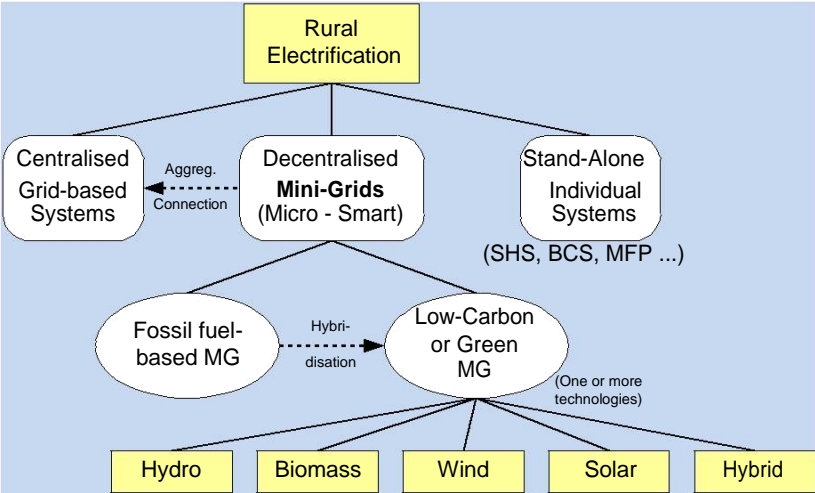 Rural
Electrification
Centralised
Grid-based
Systems
Aggreg.
Connection
Decentralised
Mini-Grids
(Micro - Smart)
Stand-Alone
Individual
Systems
(SHS, BCS, MFP ...)
Fossil fuel-
based MG
Hybri-
disation
Low-Carbon
or Green
MG
(One or more
technologies)
Hydro
Biomass
Wind
Solar
Hybrid